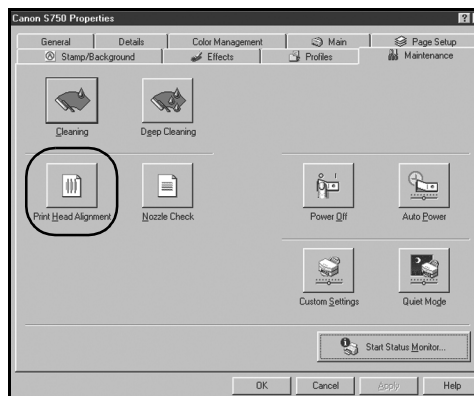 Canon S750 Properties
General Details Color Management Main Page Setup
Stamp/Background Effects Profiles Maintenance
Cleaning Deep Cleaning
Print Head Alignment Nozzle Check Power Off Auto Power
Custom Settings Quiet Mode
Start Status Monitor...
OK Cancel Apply Help